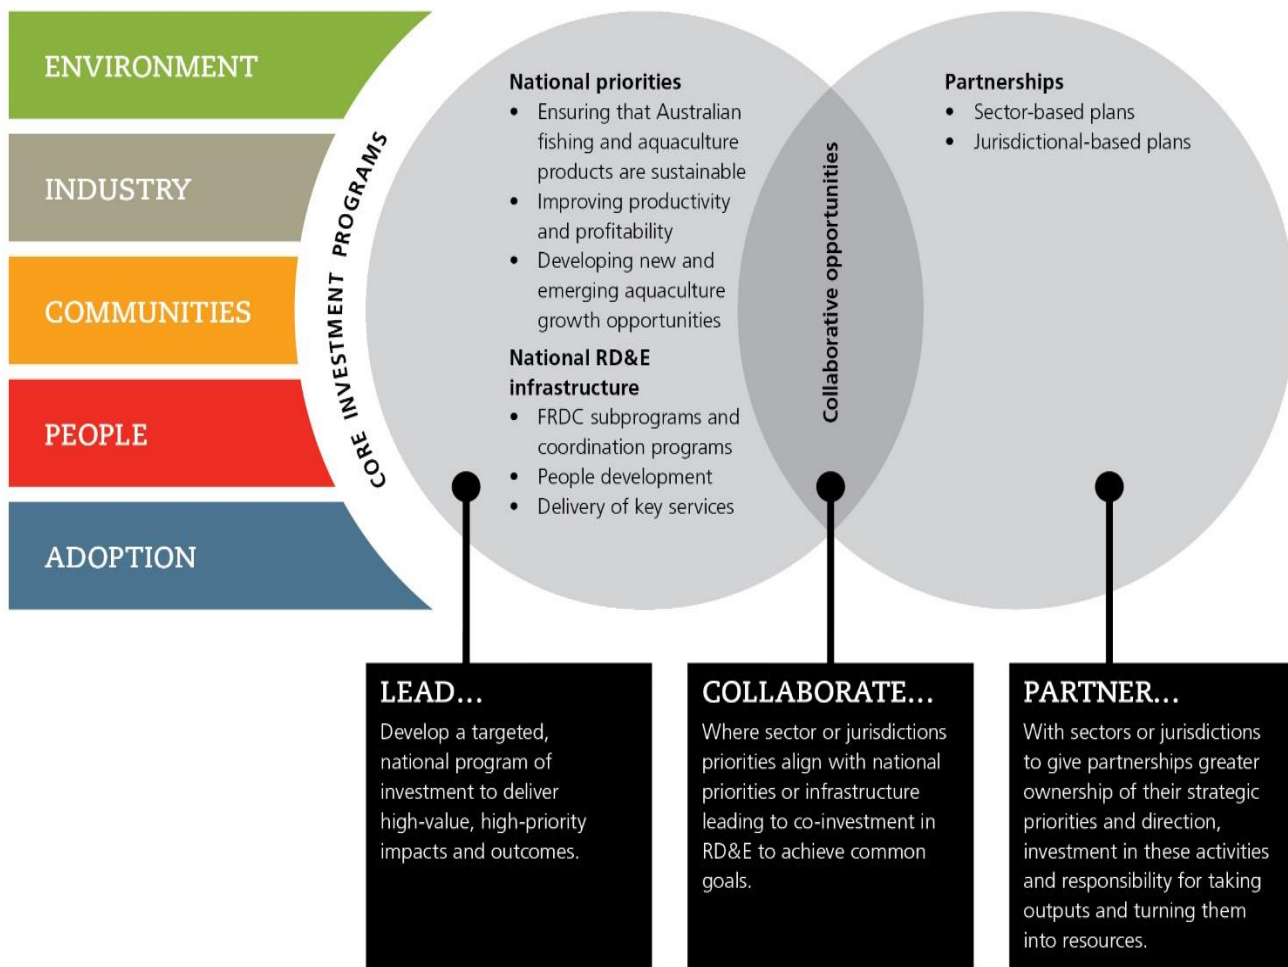 ENVIRONMENT
INDUSTRY
COMMUNITIES
PEOPLE
ADOPTION
CORE INVESTMENT PROGRAMS
National priorities
• Ensuring that Australian
fishing and aquaculture
products are sustainable
• Improving productivity
and profitability
• Developing new and
emerging aquaculture
growth opportunities
National RD&E
infrastructure
• FRDC subprograms and
coordination programs
• People development
• Delivery of key services
Collaborative opportunities
Partnerships
• Sector-based plans
• Jurisdictional-based plans
LEAD...
Develop a targeted,
national program of
investment to deliver
high-value, high-priority
impacts and outcomes.
COLLABORATE...
Where sector or jurisdictions
priorities align with national
priorities or infrastructure
leading to co-investment in
RD&E to achieve common
goals.
PARTNER...
With sectors or jurisdictions
to give partnerships greater
ownership of their strategic
priorities and direction,
investment in these activities
and responsibility for taking
outputs and turning them
into resources.